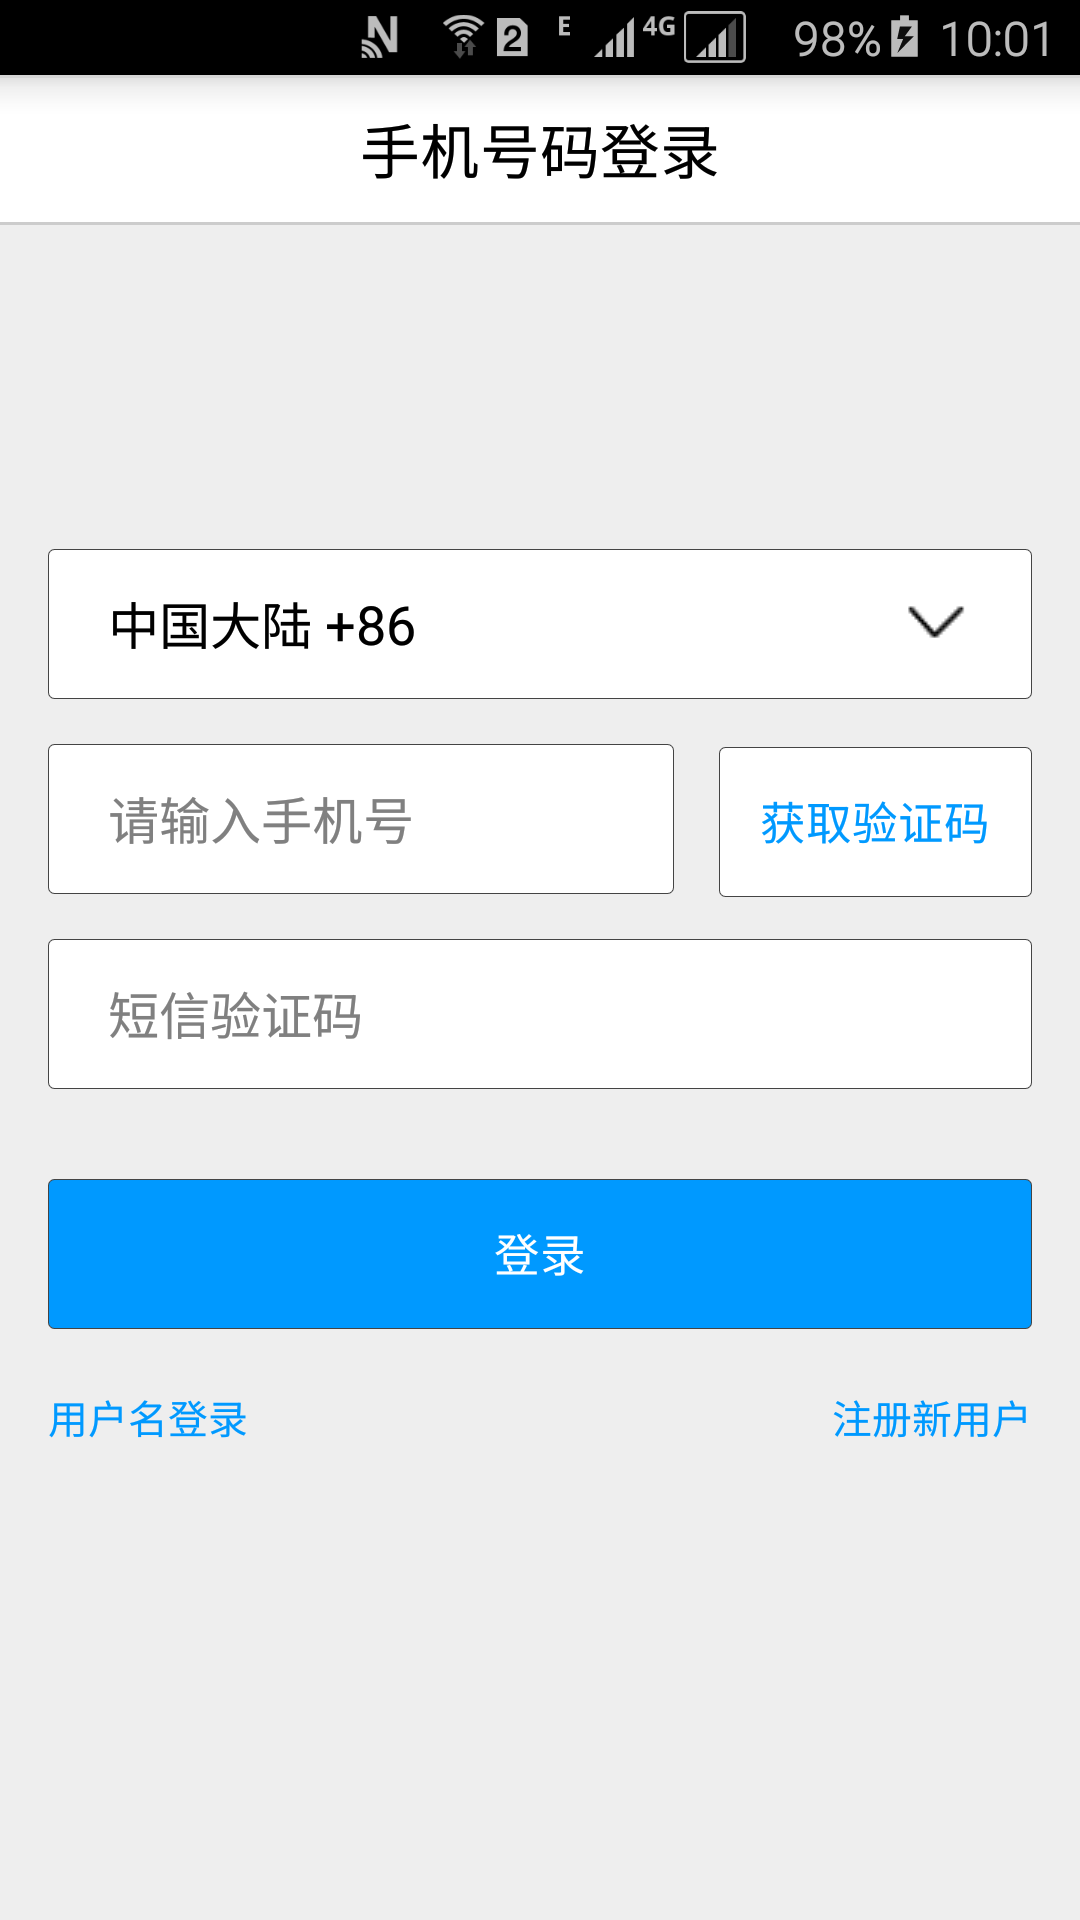 N 2 E 4G 98% 10:01
手机号码登录
中国大陆 +86
请输入手机号 获取验证码
短信验证码
登录
用户名登录 注册新用户